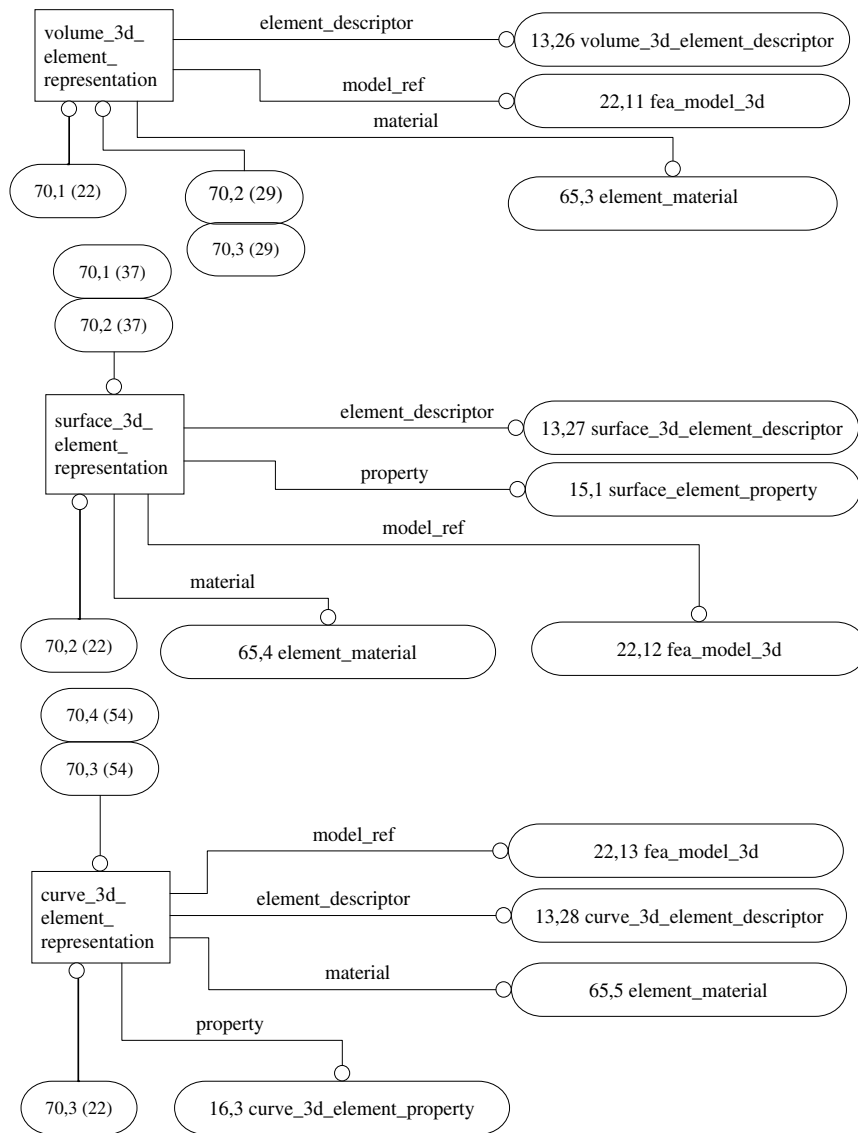 volume_3d_
element_
representation
element_descriptor
13,26 volume_3d_element_descriptor
model_ref
22,11 fea_model_3d
material
65,3 element_material
70,1 (22)
70,2 (29)
70,3 (29)
70,1 (37)
70,2 (37)
surface_3d_
element_
representation
element_descriptor
13,27 surface_3d_element_descriptor
property
15,1 surface_element_property
model_ref
22,12 fea_model_3d
material
65,4 element_material
70,2 (22)
70,4 (54)
70,3 (54)
curve_3d_
element_
representation
model_ref
22,13 fea_model_3d
element_descriptor
13,28 curve_3d_element_descriptor
material
65,5 element_material
property
16,3 curve_3d_element_property
70,3 (22)